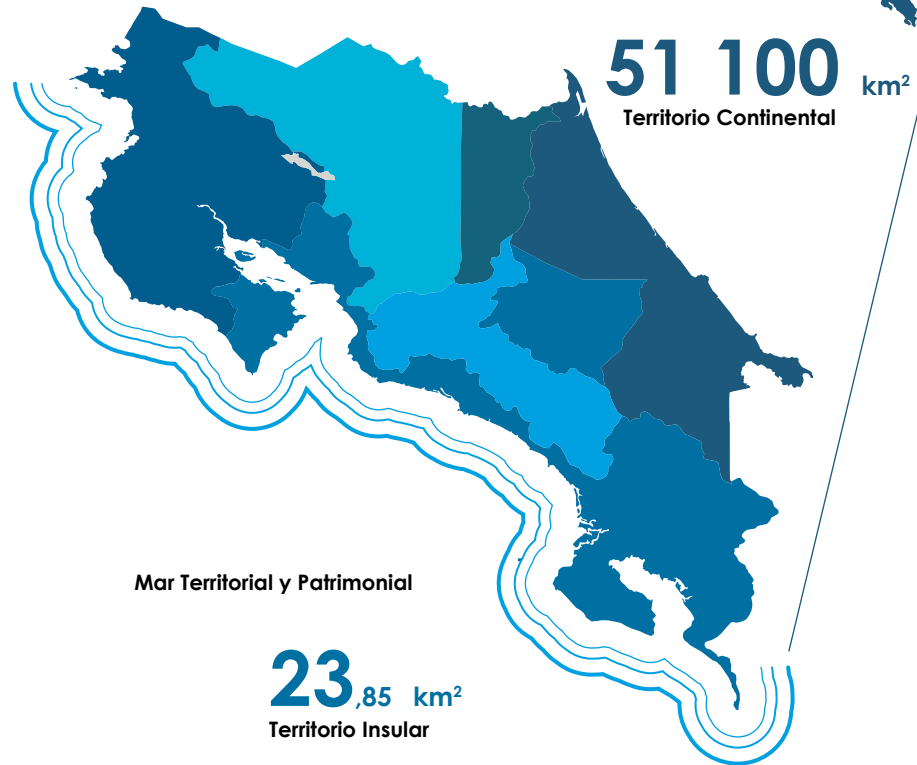 51 100 km²
Territorio Continental
Mar Territorial y Patrimonial
23,85 km²
Territorio Insular